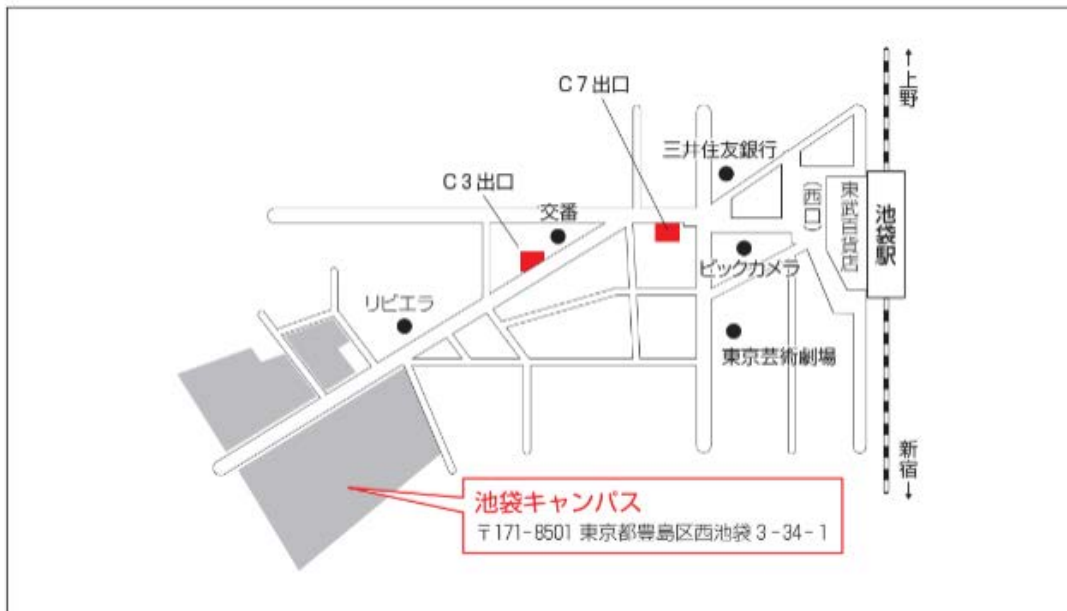 ↑上野
C7出口
三井住友銀行
C3出口
交番
(西口)
東武百貨店
池袋駅
ビックカメラ
リビエラ
東京芸術劇場
新宿↓
池袋キャンパス
〒171-8501 東京都豊島区西池袋3-34-1